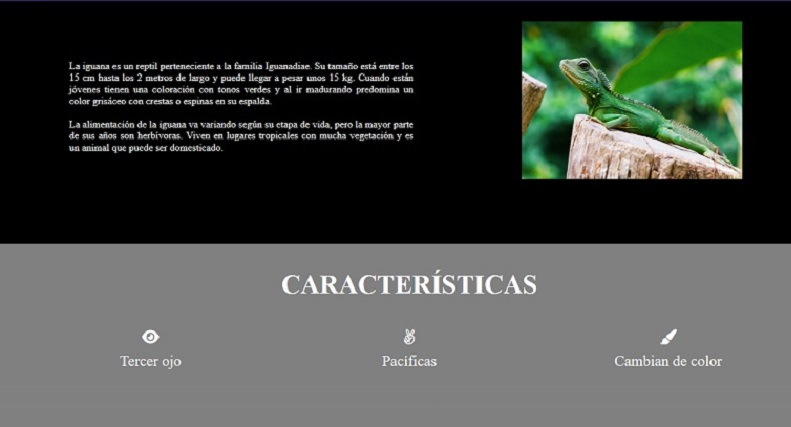 La iguana es un reptil perteneciente a la familia Iguanadiae. Su tamaño está entre los
15 cm hasta los 2 metros de largo y puede llegar a pesar unos 15 kg. Cuando están
jóvenes tienen una coloración con tonos verdes y al ir madurando predomina un
color grisáceo con crestas o espinas en su espalda.
La alimentación de la iguana va variando según su etapa de vida, pero la mayor parte
de sus años son herbívoras. Viven en lugares tropicales con mucha vegetación y es
un animal que puede ser domesticado.
CARACTERÍSTICAS
Tercer ojo
Pacíficas
Cambian de color